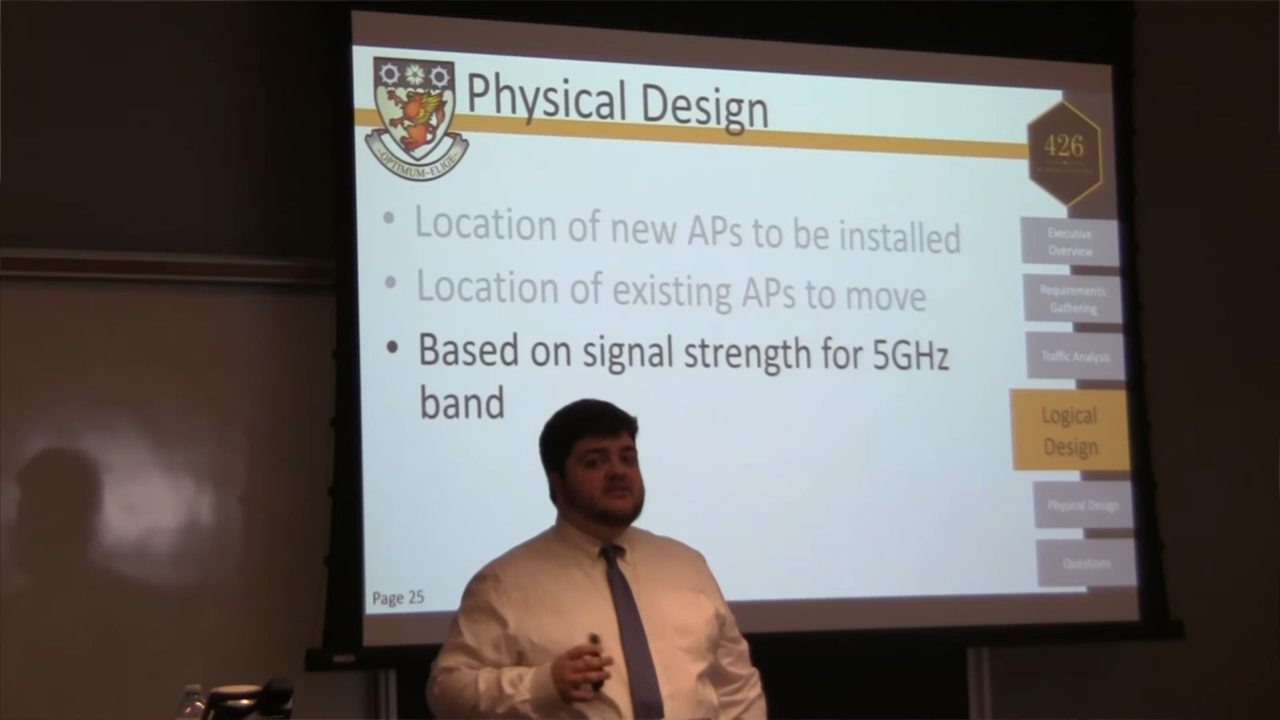 Physical Design
OPTIMUM-ELIGE
426
• Location of new APs to be installed
• Location of existing APs to move
• Based on signal strength for 5GHz
band
Executive
Overview
Requirements
Gathering
Traffic Analysis
Logical
Design
Physical Design
Questions
Page 25